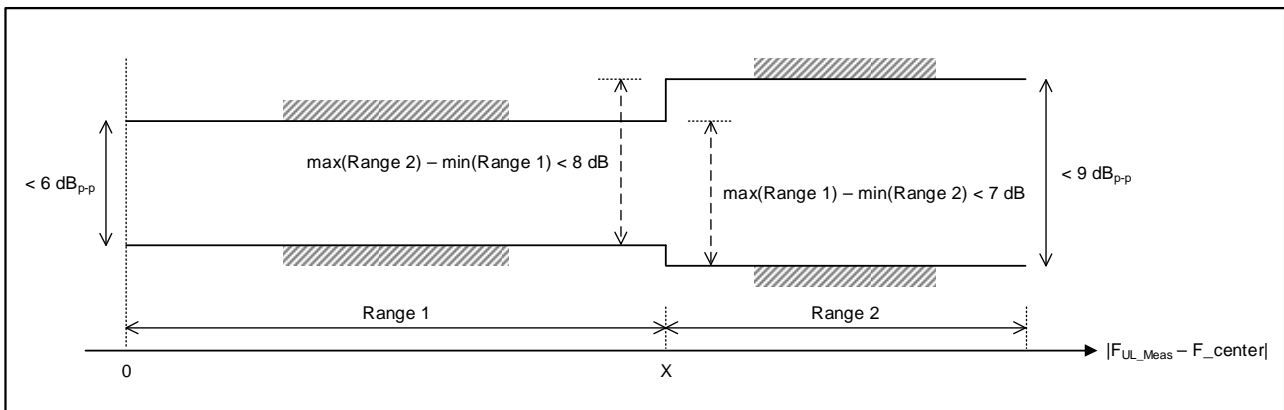 max(Range 2) – min(Range 1) < 8 dB
< 6 dBp-p
max(Range 1) – min(Range 2) < 7 dB
< 9 dBp-p
Range 1
Range 2
|FUL_Meas – F_center|
0
X